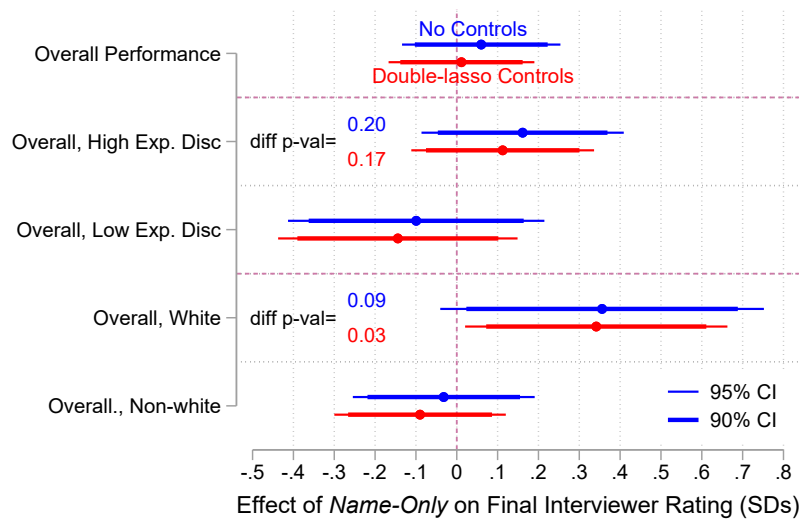 No Controls
Overall Performance
Double-lasso Controls
Overall, High Exp. Disc
diff p-val=
0.20
0.17
Overall, Low Exp. Disc
Overall, White
diff p-val=
0.09
0.03
Overall., Non-white
95% CI
90% CI
-.5 -.4 -.3 -.2 -.1 0 .1 .2 .3 .4 .5 .6 .7 .8
Effect of Name-Only on Final Interviewer Rating (SDs)